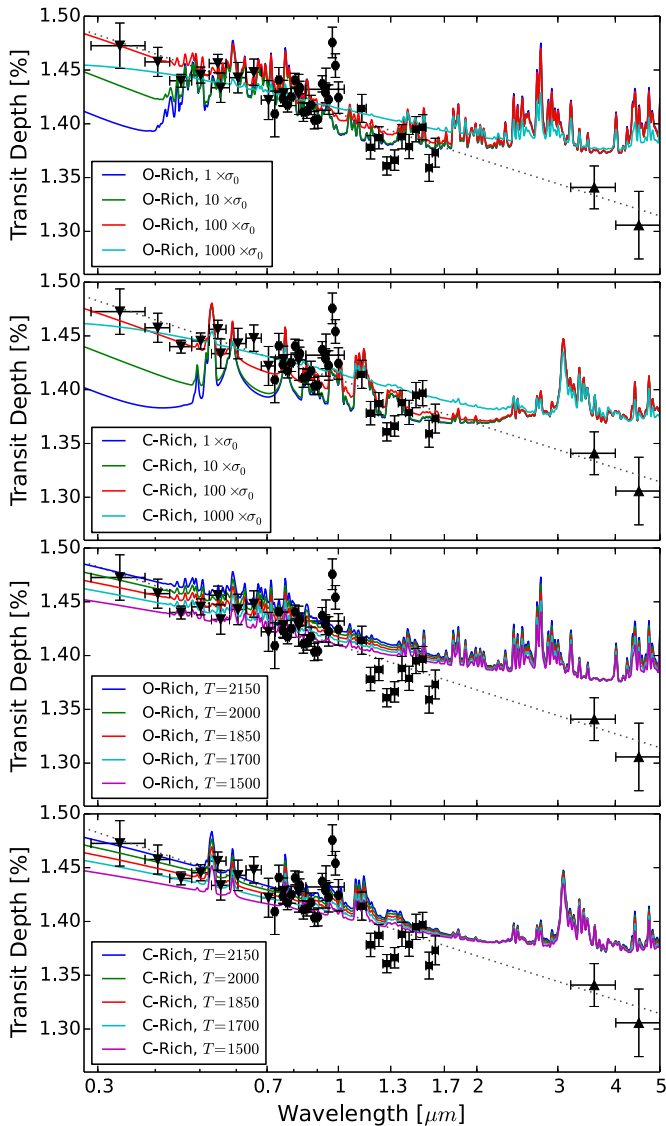 1.50
1.45
1.40
1.35
1.30
Transit Depth [%]
O-Rich, 1 ×σ₀
O-Rich, 10 ×σ₀
O-Rich, 100 ×σ₀
O-Rich, 1000 ×σ₀
1.50
1.45
1.40
1.35
1.30
Transit Depth [%]
C-Rich, 1 ×σ₀
C-Rich, 10 ×σ₀
C-Rich, 100 ×σ₀
C-Rich, 1000 ×σ₀
1.50
1.45
1.40
1.35
1.30
Transit Depth [%]
O-Rich, T=2150
O-Rich, T=2000
O-Rich, T=1850
O-Rich, T=1700
O-Rich, T=1500
1.50
1.45
1.40
1.35
1.30
Transit Depth [%]
C-Rich, T=2150
C-Rich, T=2000
C-Rich, T=1850
C-Rich, T=1700
C-Rich, T=1500
0.3 0.7 1 1.3 1.7 2 3 4 5
Wavelength [μm]